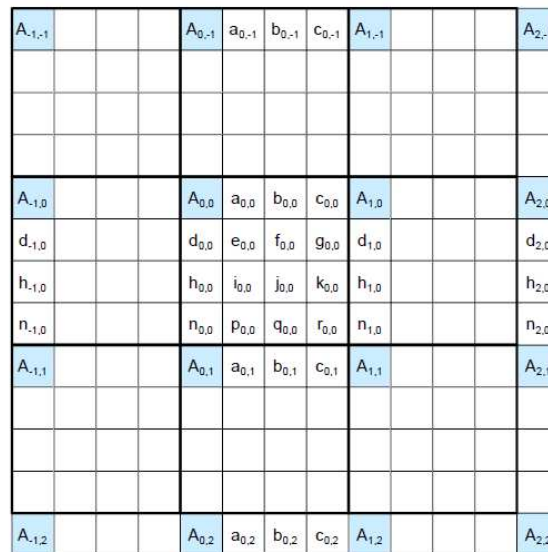 A-1,-1 A0,-1 a0,-1 b0,-1 c0,-1 A1,-1 A2,-
A-1,0 A0,0 a0,0 b0,0 c0,0 A1,0 A2,0
d-1,0 d0,0 e0,0 f0,0 g0,0 d1,0 d2,0
h-1,0 h0,0 i0,0 j0,0 k0,0 h1,0 h2,0
n-1,0 n0,0 p0,0 q0,0 r0,0 n1,0 n2,0
A-1,1 A0,1 a0,1 b0,1 c0,1 A1,1 A2,1
A-1,2 A0,2 a0,2 b0,2 c0,2 A1,2 A2,2